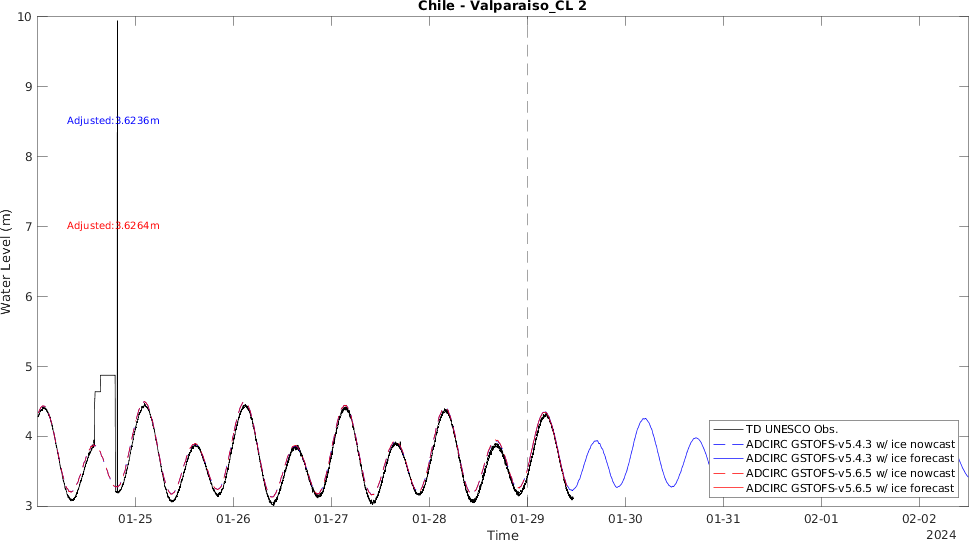 Chile - Valparaiso_CL 2
10
9
8
7
6
5
4
3
Water Level (m)
Adjusted:3.6236m
Adjusted:3.6264m
TD UNESCO Obs.
ADCIRC GSTOFS-v5.4.3 w/ ice nowcast
ADCIRC GSTOFS-v5.4.3 w/ ice forecast
ADCIRC GSTOFS-v5.6.5 w/ ice nowcast
ADCIRC GSTOFS-v5.6.5 w/ ice forecast
01-25 01-26 01-27 01-28 01-29 01-30 01-31 02-01 02-02
Time
2024